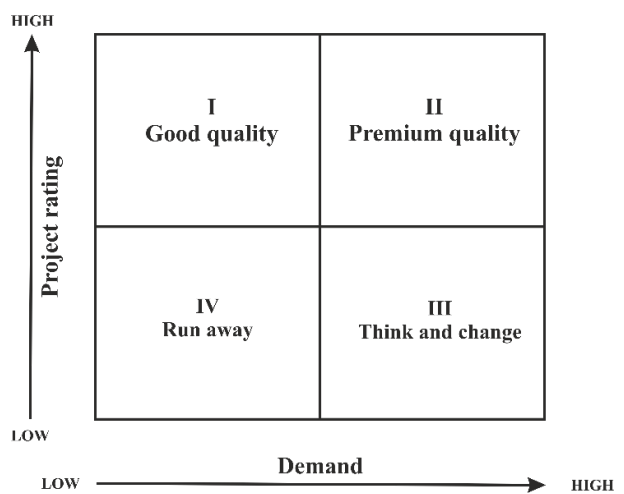 HIGH
Project rating
I
Good quality
II
Premium quality
IV
Run away
III
Think and change
LOW
Demand
LOW
HIGH